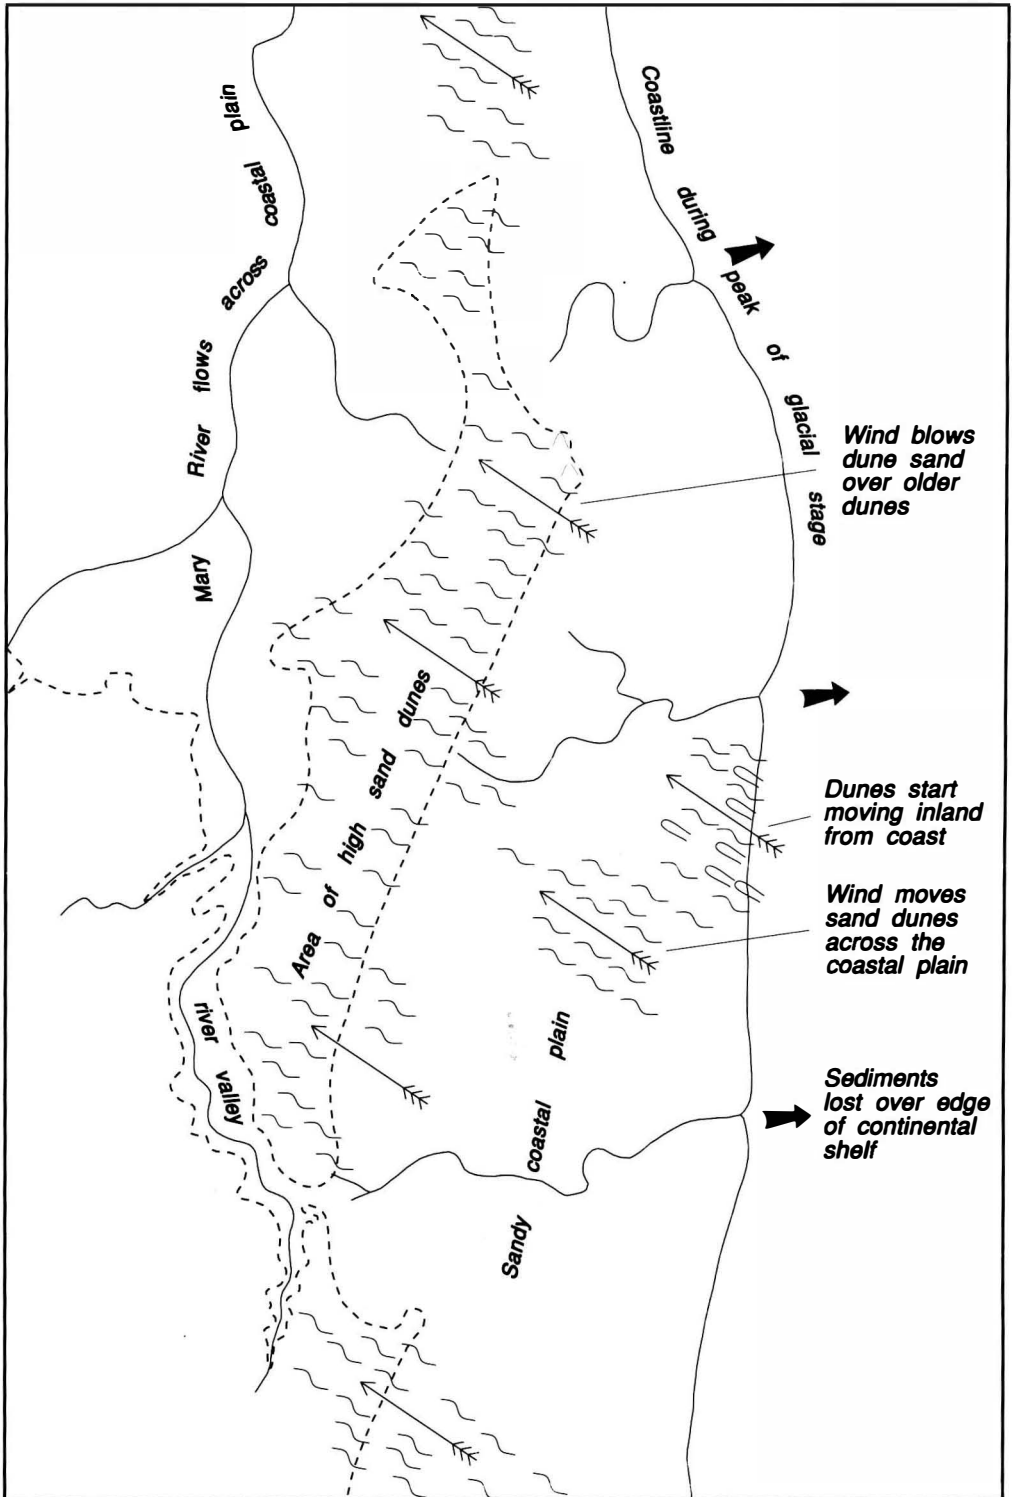 Coastline during peak of glacial stage
Mary River flows across coastal plain
Wind blows
dune sand
over older
dunes
Area of high sand dunes
Dunes start
moving inland
from coast
Wind moves
sand dunes
across the
coastal plain
river valley
Sandy coastal plain
Sediments
lost over edge
of continental
shelf